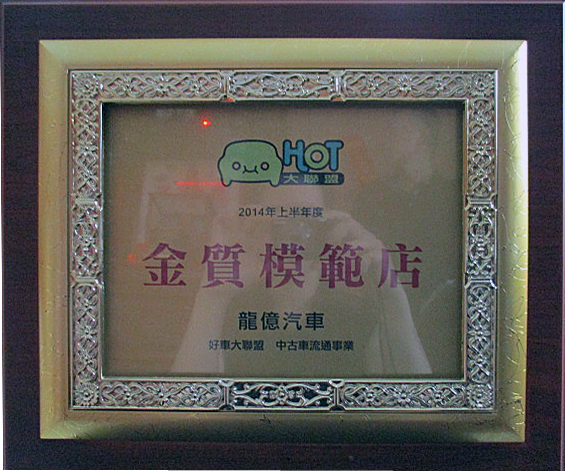 HOT
大聯盟
2014年上半年度
金質模範店
龍億汽車
好車大聯盟 中古車流通事業